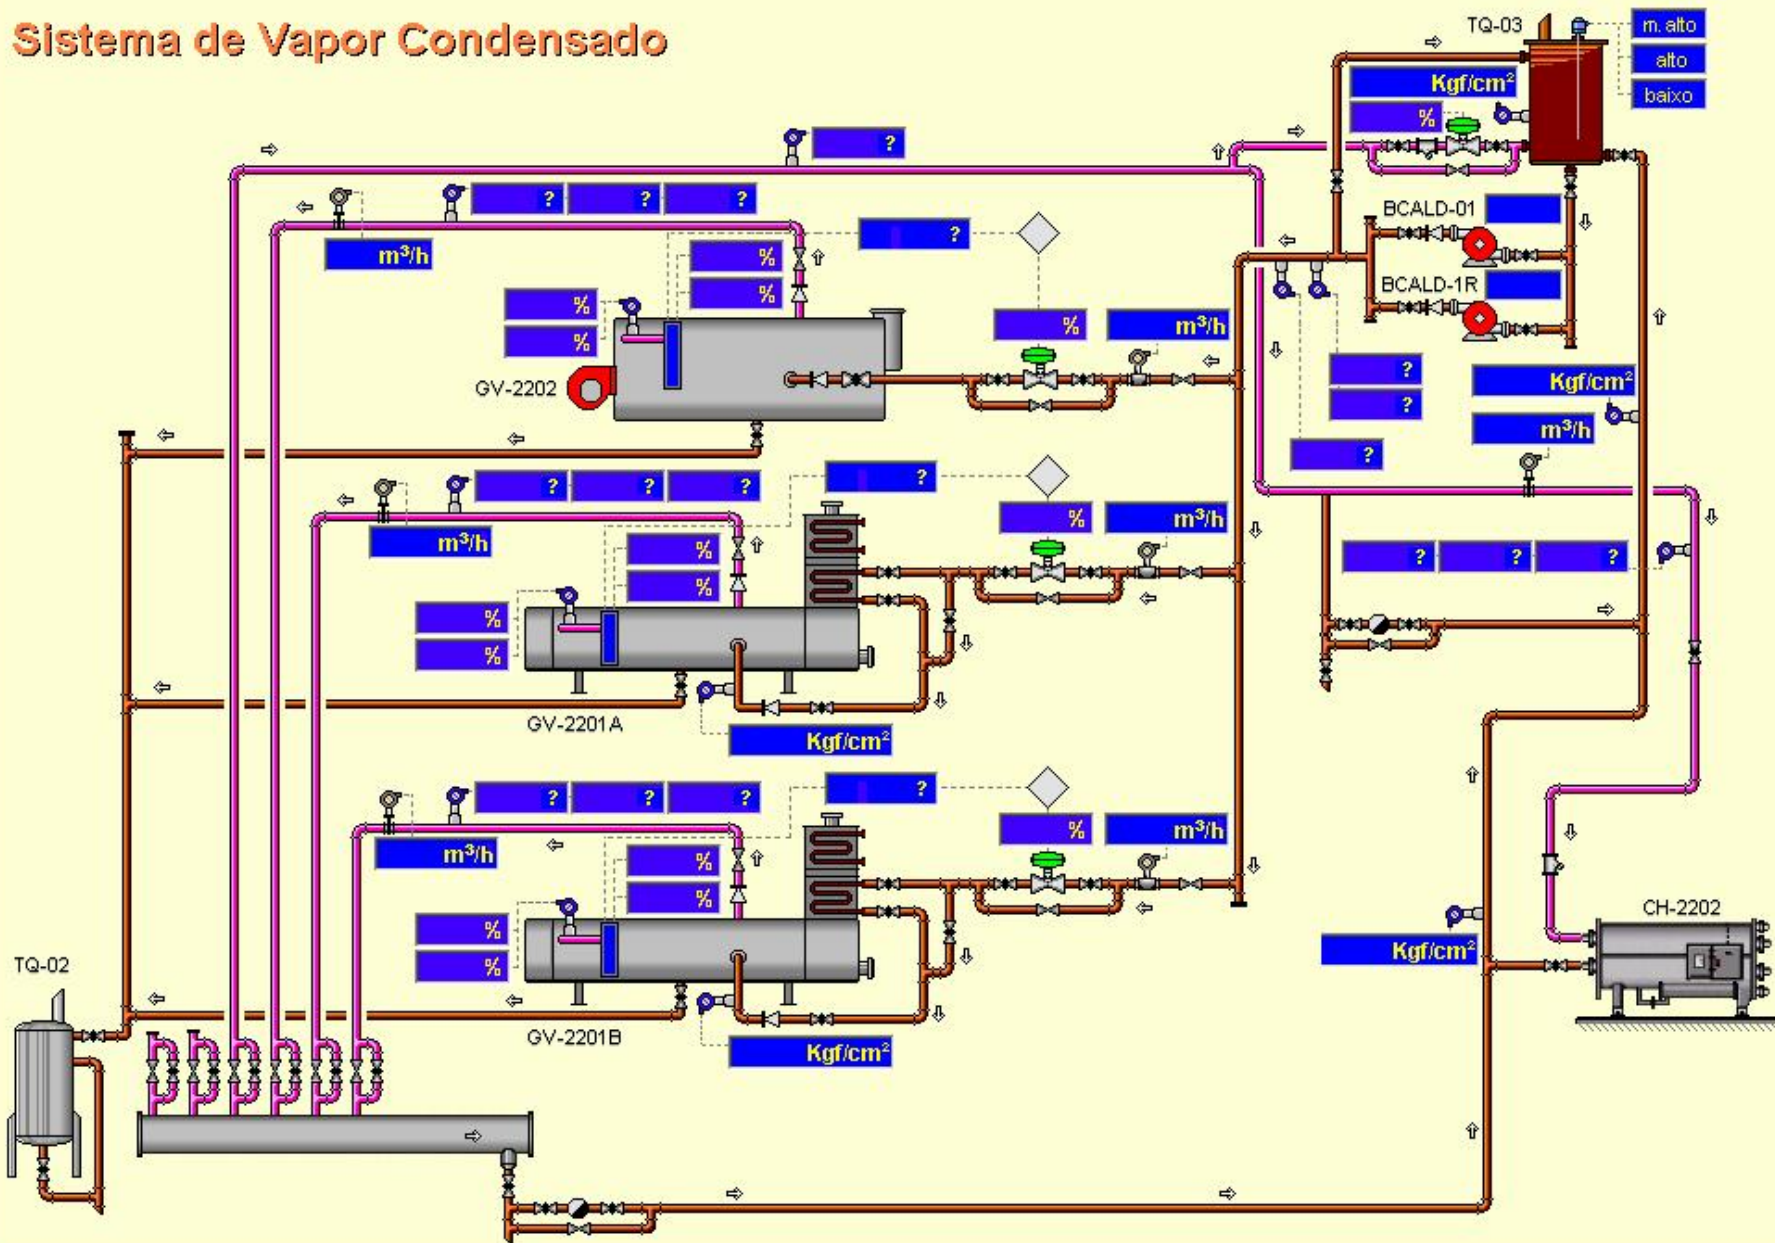 Sistema de Vapor Condensado
TQ-03
m. alto
alto
baixo
Kgf/cm²
%
?
? ? ?
m³/h
?
%
%
BCALD-01
BCALD-1R
%
%
GV-2202
%
m³/h
?
?
?
Kgf/cm²
m³/h
? ? ?
m³/h
?
%
m³/h
%
%
? ? ?
%
%
GV-2201A
Kgf/cm²
? ? ?
m³/h
?
%
m³/h
%
%
%
%
GV-2201B
Kgf/cm²
Kgf/cm²
CH-2202
TQ-02